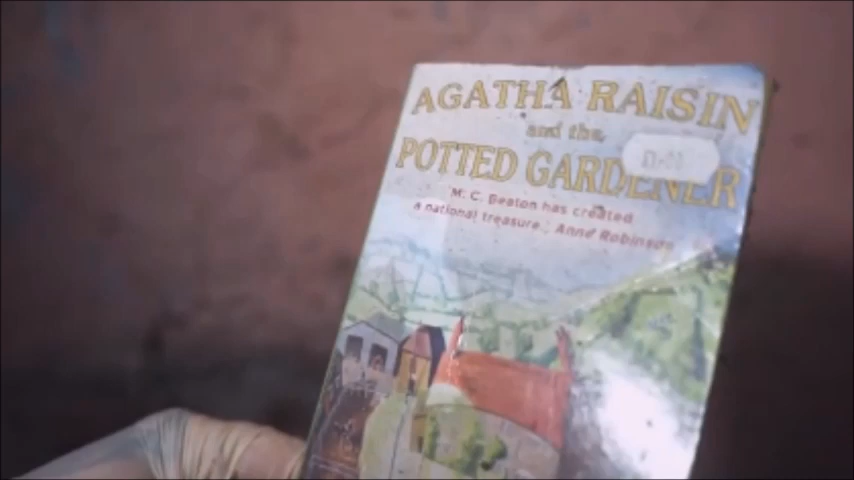 AGATHA RAISIN
and the
POTTED GARDENER
M. C. Beaton has created
a national treasure. Anne Robinson